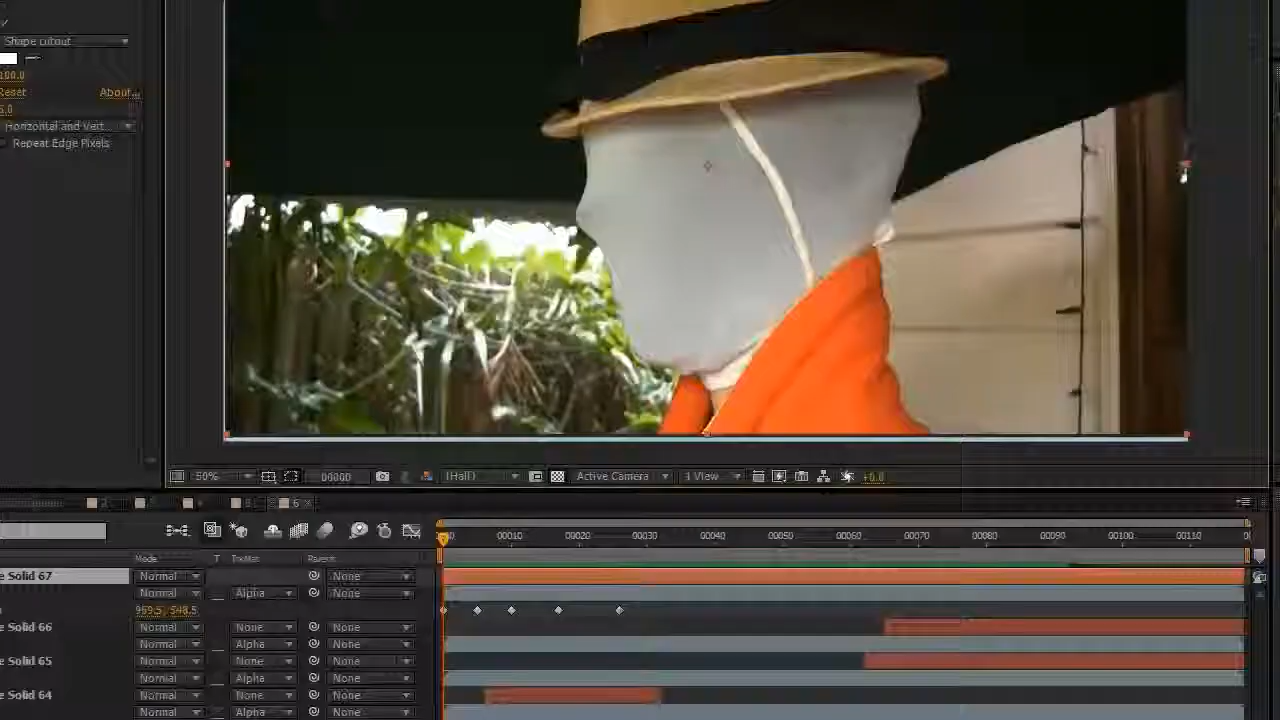 Shape cutout
100.0
Reset About...
5.0
Horizontal and Vert...
Repeat Edge Pixels
50% 00000 (Half) Active Camera 1 View +0.0
6
Mode T TrkMat Parent
00010 00020 00030 00040 00050 00060 00070 00080 00090 00100 00110
e Solid 67 Normal None
Normal Alpha None
959.5, 548.5
e Solid 66 Normal None None
Normal Alpha None
e Solid 65 Normal None None
Normal Alpha None
e Solid 64 Normal None None
Normal Alpha None